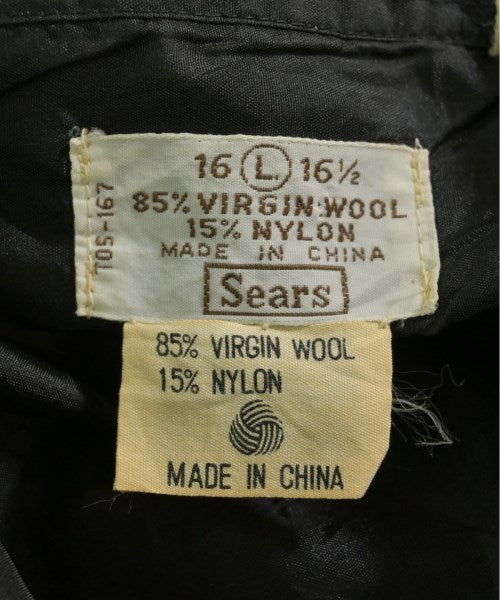 16 L 16½
85% VIRGIN WOOL
15% NYLON
MADE IN CHINA
Sears
T05-167
85% VIRGIN WOOL
15% NYLON
MADE IN CHINA